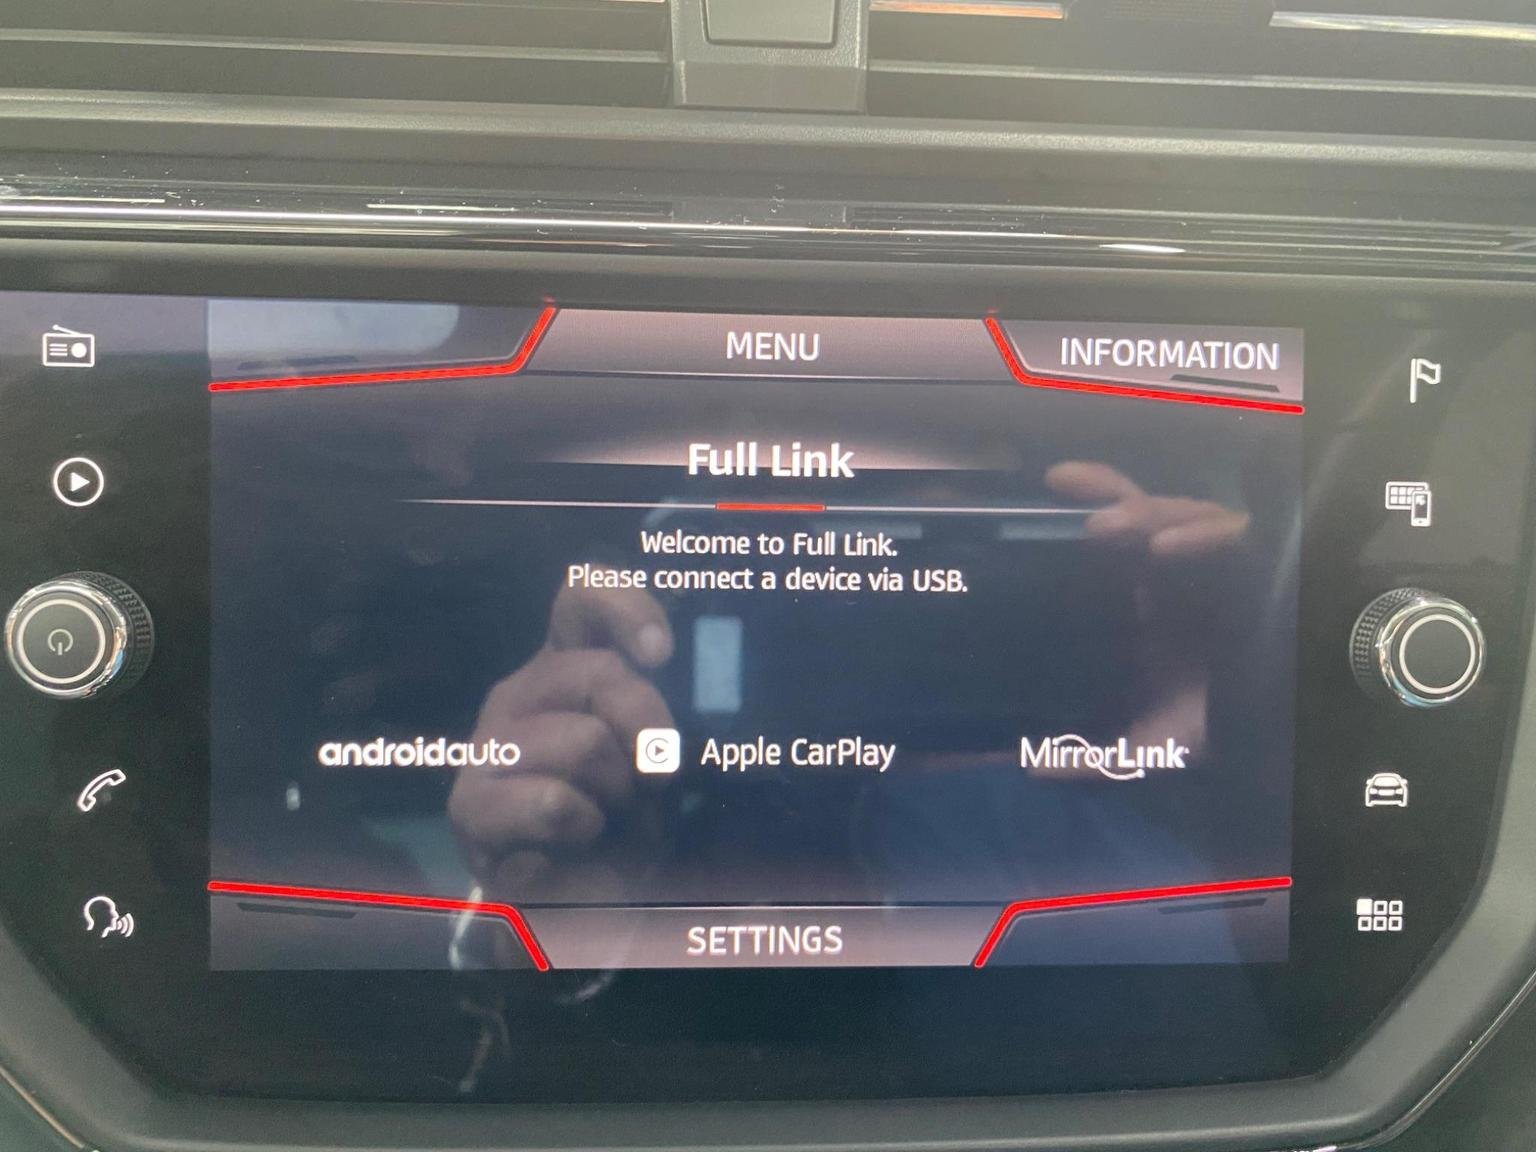 MENU
INFORMATION
Full Link
Welcome to Full Link.
Please connect a device via USB.
androidauto
Apple CarPlay
MirrorLink
SETTINGS